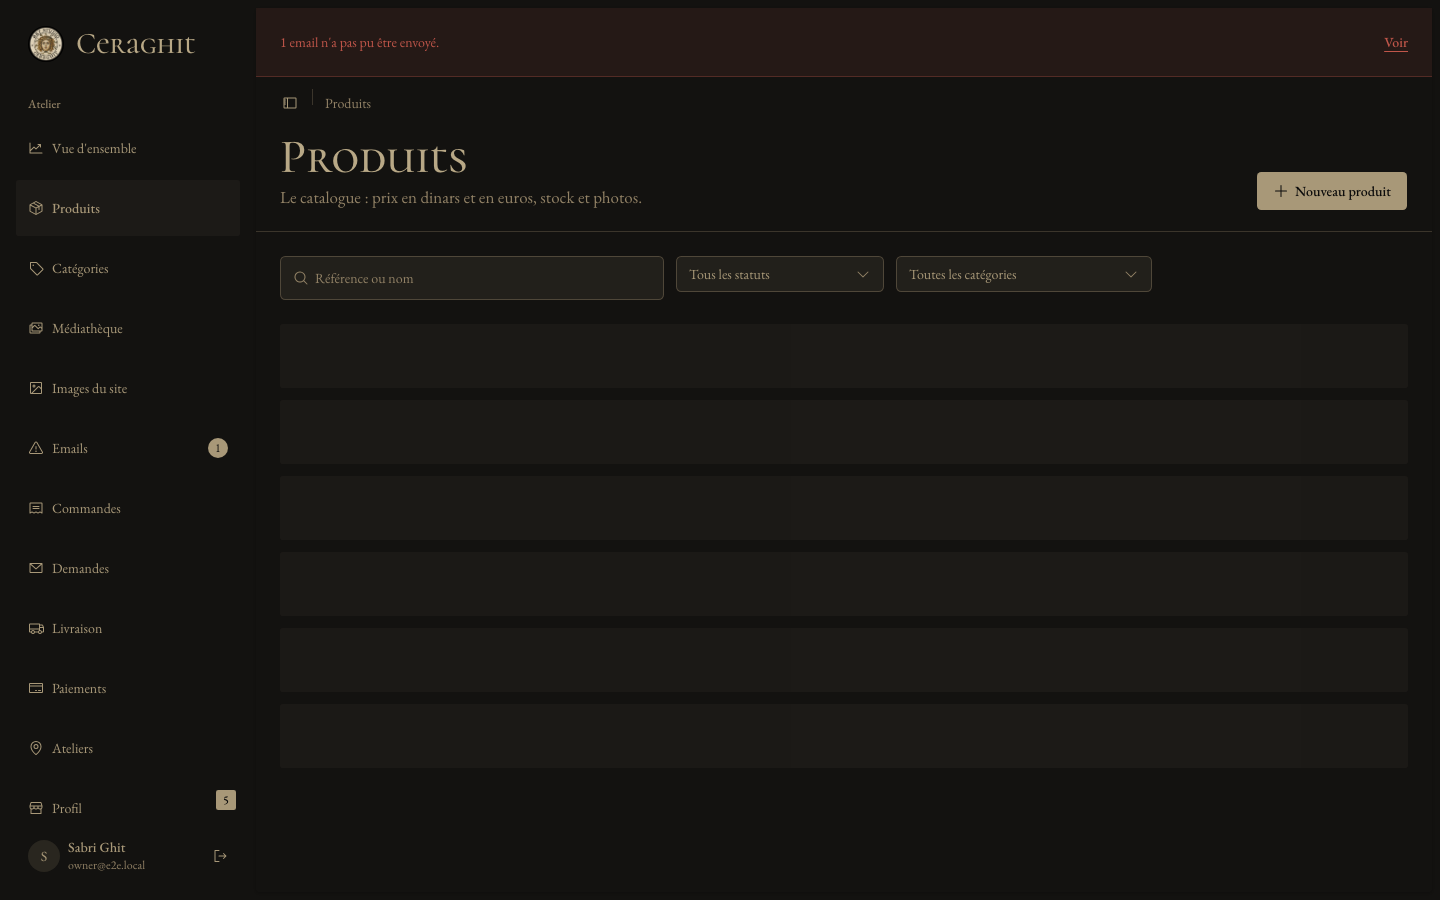 Ceraghit
Atelier
Vue d'ensemble
Produits
Catégories
Médiathèque
Images du site
Emails
1
Commandes
Demandes
Livraison
Paiements
Ateliers
Profil
5
S
Sabri Ghit
owner@e2e.local
1 email n'a pas pu être envoyé.
Voir
Produits
Produits
Le catalogue : prix en dinars et en euros, stock et photos.
Nouveau produit
Référence ou nom
Tous les statuts
Toutes les catégories